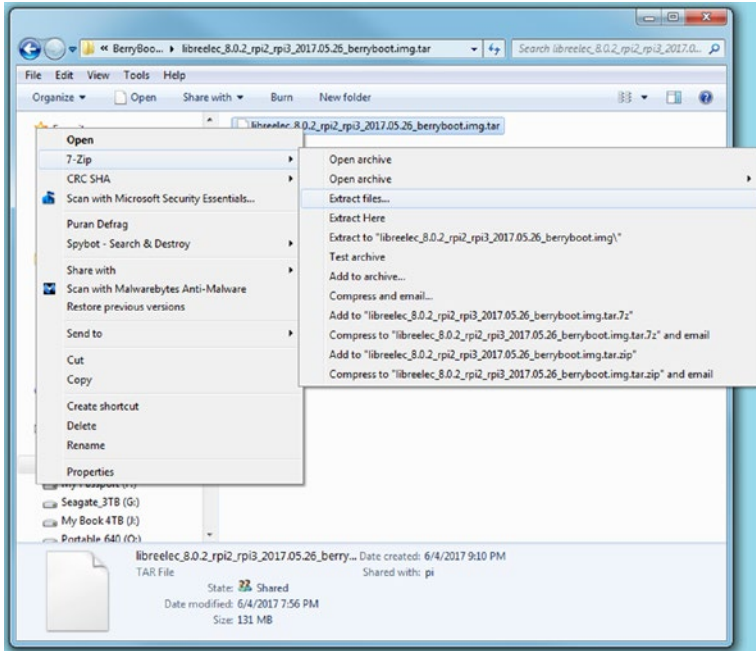 « BerryBoo... ▸ libreelec_8.0.2_rpi2_rpi3_2017.05.26_berryboot.img.tar
Search libreelec_8.0.2_rpi2_rpi3_2017.0...
File Edit View Tools Help
Organize Open Share with Burn New folder
libreelec_8.0.2_rpi2_rpi3_2017.05.26_berryboot.img.tar
Open
7-Zip
CRC SHA
Scan with Microsoft Security Essentials...
Puran Defrag
Spybot - Search & Destroy
Share with
Scan with Malwarebytes Anti-Malware
Restore previous versions
Send to
Cut
Copy
Create shortcut
Delete
Rename
Properties
Open archive
Open archive
Extract files...
Extract Here
Extract to "libreelec_8.0.2_rpi2_rpi3_2017.05.26_berryboot.img\"
Test archive
Add to archive...
Compress and email...
Add to "libreelec_8.0.2_rpi2_rpi3_2017.05.26_berryboot.img.tar.7z"
Compress to "libreelec_8.0.2_rpi2_rpi3_2017.05.26_berryboot.img.tar.7z" and email
Add to "libreelec_8.0.2_rpi2_rpi3_2017.05.26_berryboot.img.tar.zip"
Compress to "libreelec_8.0.2_rpi2_rpi3_2017.05.26_berryboot.img.tar.zip" and email
My Passport
Seagate_3TB (G:)
My Book 4TB (J:)
Portable 640 (O:)
libreelec_8.0.2_rpi2_rpi3_2017.05.26_berry... Date created: 6/4/2017 9:10 PM
TAR File Shared with: pi
State: Shared
Date modified: 6/4/2017 7:56 PM
Size: 131 MB